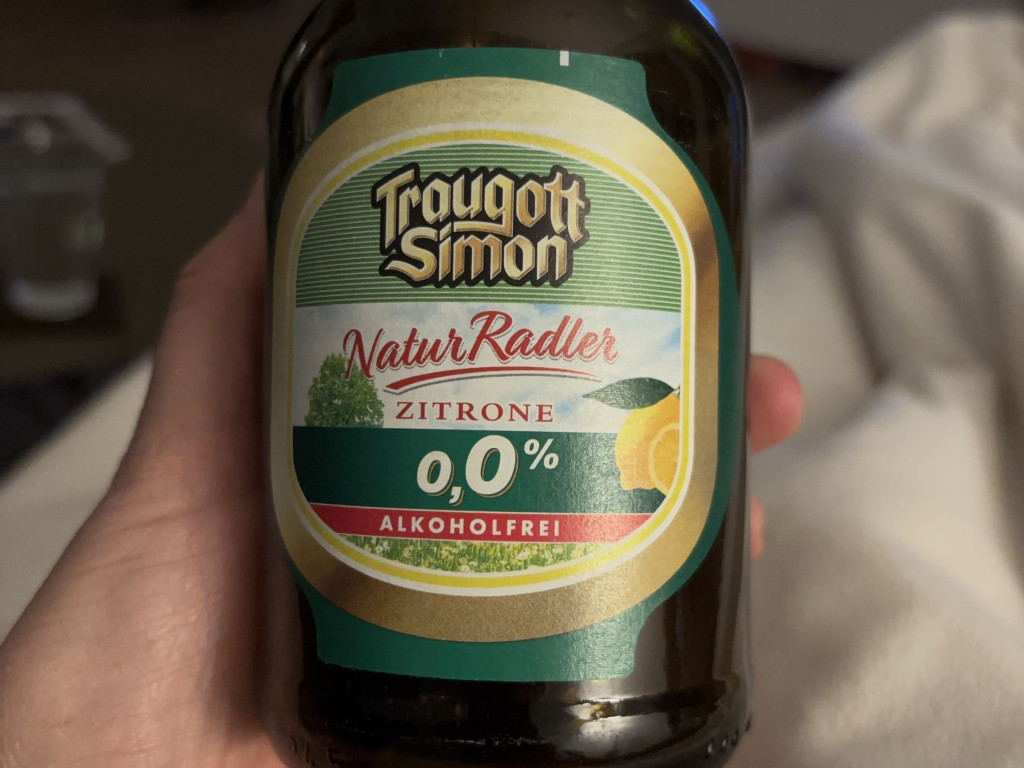 Traugott
Simon
NaturRadler
ZITRONE
0,0%
ALKOHOLFREI